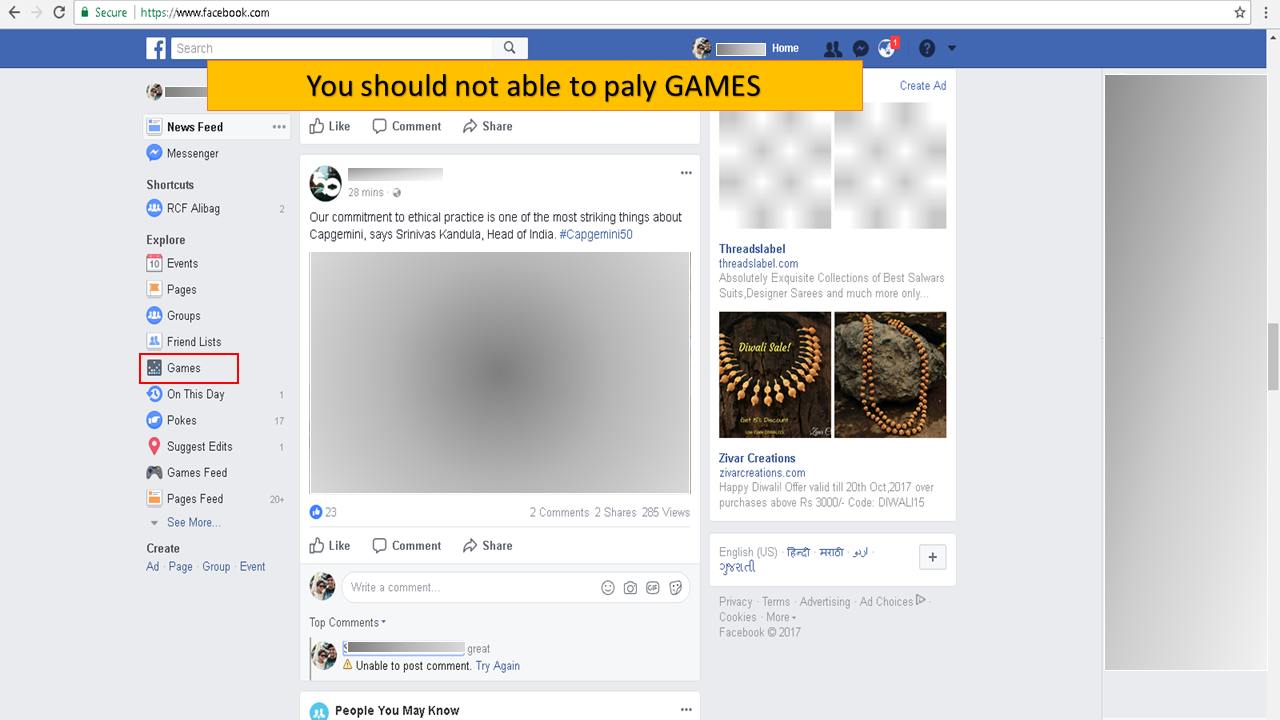 Secure https://www.facebook.com
f Search Home 1 ?
You should not able to paly GAMES
News Feed
Messenger
Shortcuts
RCF Alibag 2
Explore
10 Events
Pages
Groups
Friend Lists
Games
On This Day 1
Pokes 17
Suggest Edits 1
Games Feed
Pages Feed 20+
See More...
Create
Ad · Page · Group · Event
Like Comment Share
28 mins ·
Our commitment to ethical practice is one of the most striking things about
Capgemini, says Srinivas Kandula, Head of India. #Capgemini50
23 2 Comments 2 Shares 285 Views
Like Comment Share
Write a comment...
GIF
Top Comments
great
Unable to post comment. Try Again
People You May Know
Create Ad
Threadslabel
threadslabel.com
Absolutely Exquisite Collections of Best Salwars
Suits,Designer Sarees and much more only...
Diwali Sale!
Get 15% Discount
Zivar Creations
zivarcreations.com
Happy Diwali! Offer valid till 20th Oct,2017 over
purchases above Rs 3000/- Code: DIWALI15
English (US) · हिन्दी · मराठी · اردو ·
ગુજરાતી
+
Privacy · Terms · Advertising · Ad Choices ·
Cookies · More
Facebook © 2017